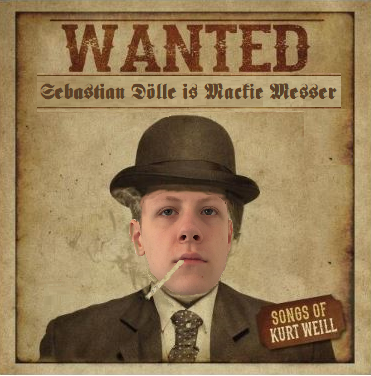 WANTED
Sebastian Dölle is Mackie Messer
SONGS OF
KURT WEILL